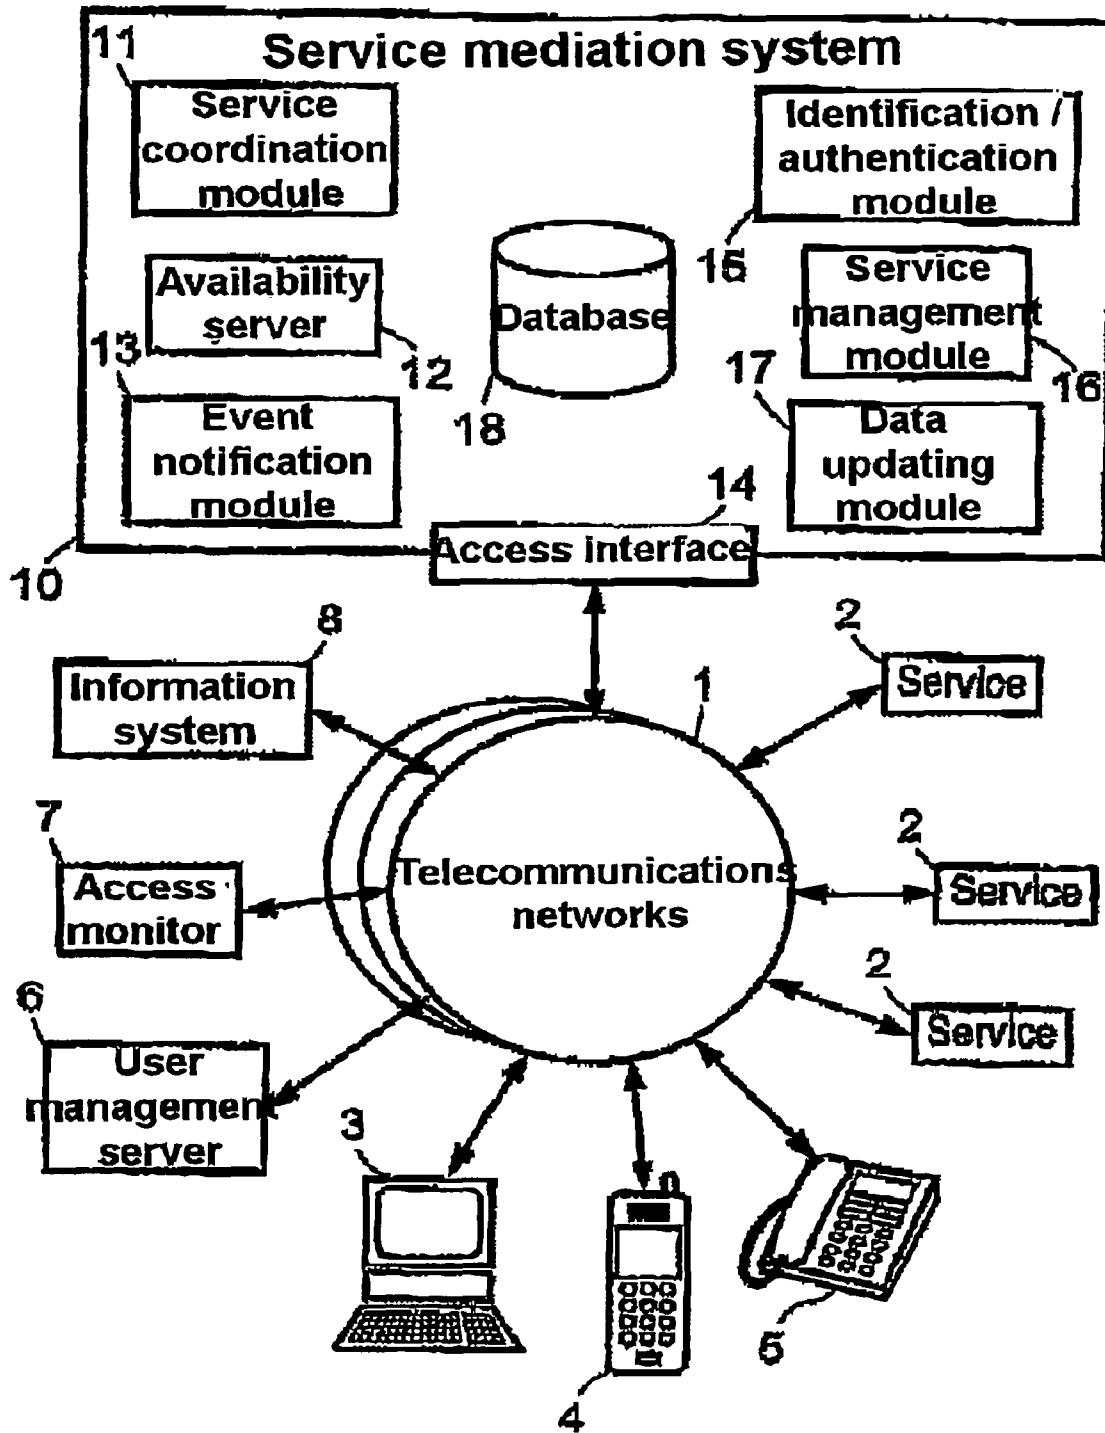 11
Service mediation system
Service
coordination
module
Identification /
authentication
module
15
Availability
server
12
Database
18
Service
management
module
16
13
Event
notification
module
17
Data
updating
module
14
Access interface
10
8
Information
system
2
Service
1
7
Access
monitor
Telecommunications
networks
2
Service
6
User
management
server
2
Service
3
4
5